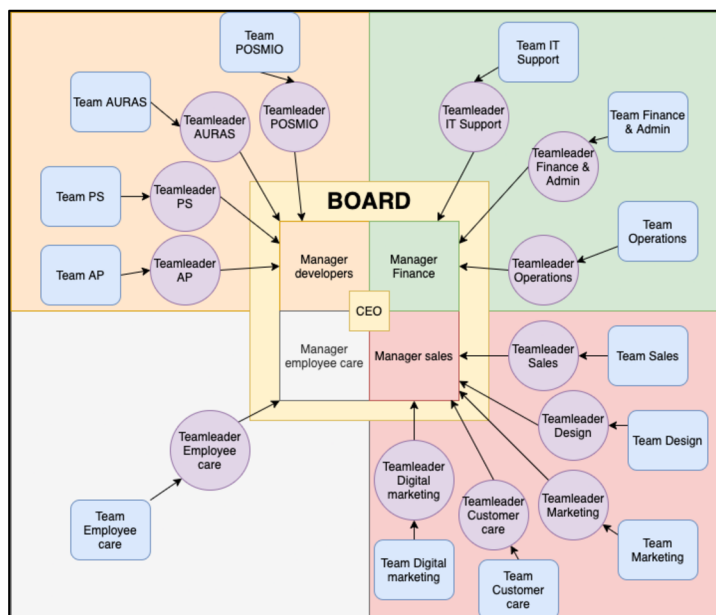 Team
POSMIO
Team IT
Support
Team AURAS
Teamleader
AURAS
Teamleader
POSMIO
Teamleader
IT Support
Team Finance
& Admin
Teamleader
Finance &
Admin
Team PS
Teamleader
PS
BOARD
Team
Operations
Team AP
Teamleader
AP
Manager
developers
Manager
Finance
Teamleader
Operations
CEO
Manager
employee care
Manager sales
Teamleader
Sales
Team Sales
Teamleader
Employee
care
Teamleader
Design
Team Design
Teamleader
Digital
marketing
Teamleader
Customer
care
Teamleader
Marketing
Team
Employee
care
Team Digital
marketing
Team
Customer
care
Team
Marketing